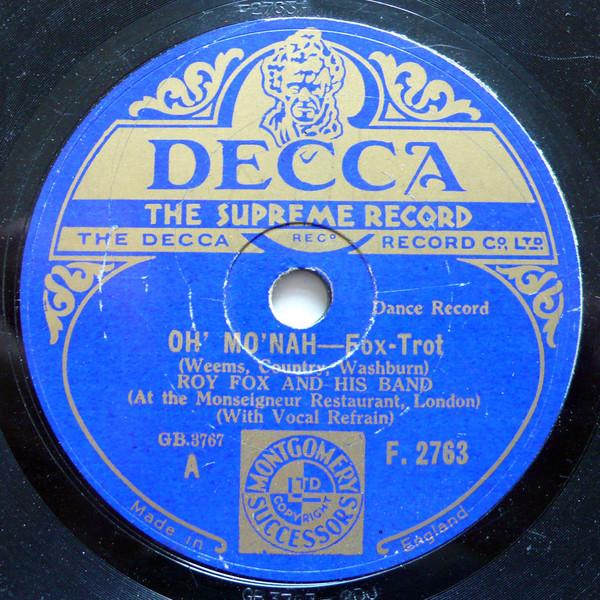 F2763
DECCA
THE SUPREME RECORD
THE DECCA RECD RECORD CO, LTD.
Dance Record
OH' MO'NAH—Fox-Trot
(Weems, Country, Washburn)
ROY FOX AND HIS BAND
(At the Monseigneur Restaurant, London)
(With Vocal Refrain)
GB.3767
A
F. 2763
MONTGOMERY
LTD
COPYRIGHT
SUCCESSORS
Made in England